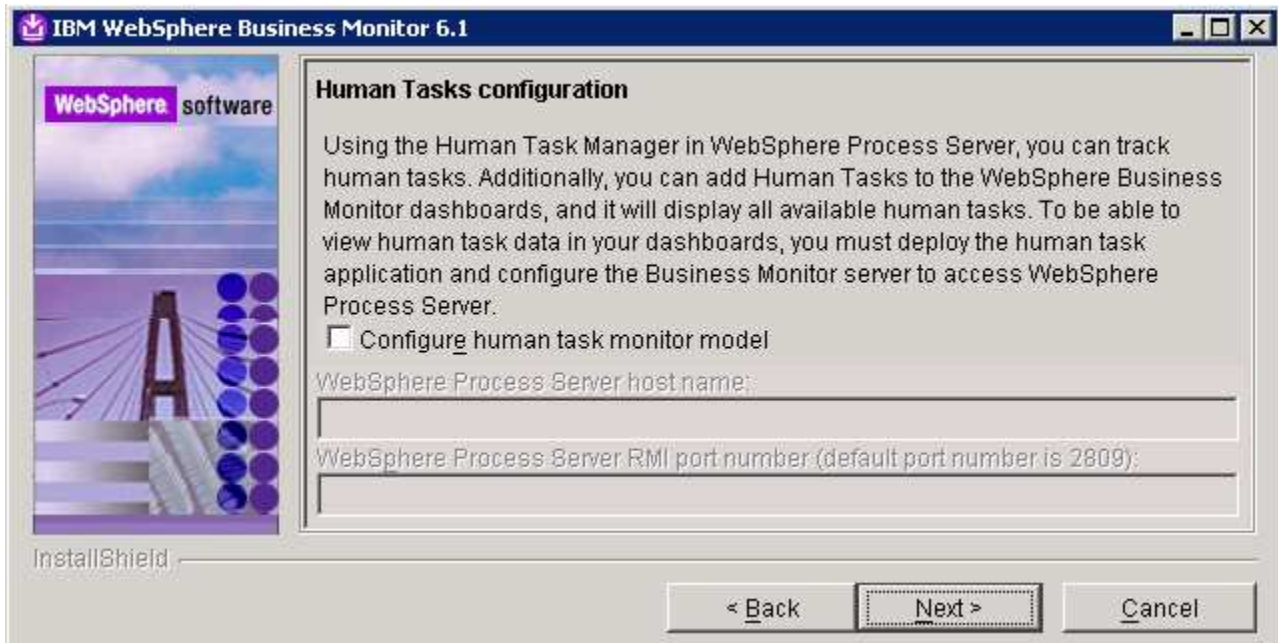 IBM WebSphere Business Monitor 6.1
WebSphere software
Human Tasks configuration
Using the Human Task Manager in WebSphere Process Server, you can track
human tasks. Additionally, you can add Human Tasks to the WebSphere Business
Monitor dashboards, and it will display all available human tasks. To be able to
view human task data in your dashboards, you must deploy the human task
application and configure the Business Monitor server to access WebSphere
Process Server.
Configure human task monitor model
WebSphere Process Server host name:
WebSphere Process Server RMI port number (default port number is 2809):
InstallShield
< Back
Next >
Cancel